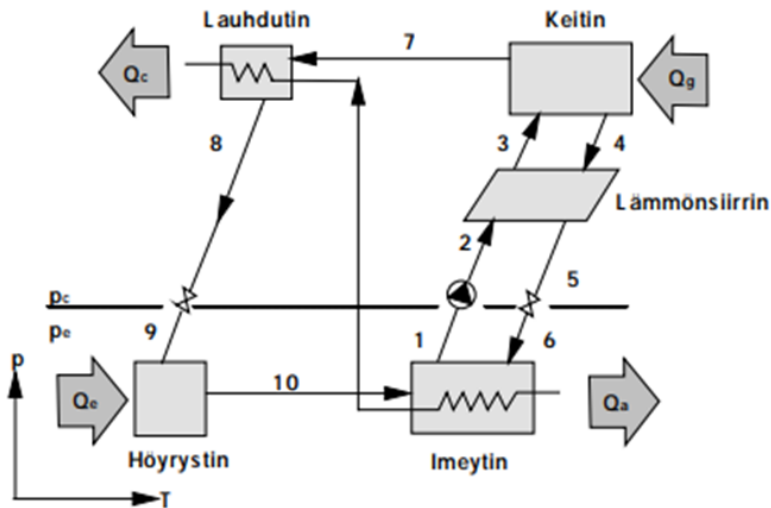 Lauhdutin
Keitin
7
Qc
Qg
8
3
4
Lämmönsiirrin
2
5
pc
pe
9
1
6
p
10
Qe
Qa
Höyrystin
Imeytin
T